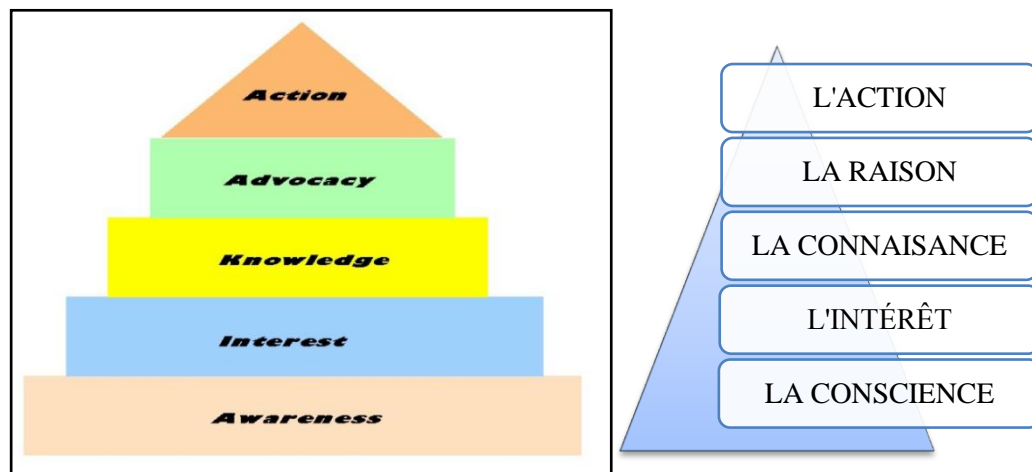 Action
Advocacy
Knowledge
Interest
Awareness
L'ACTION
LA RAISON
LA CONNAISANCE
L'INTÉRÊT
LA CONSCIENCE